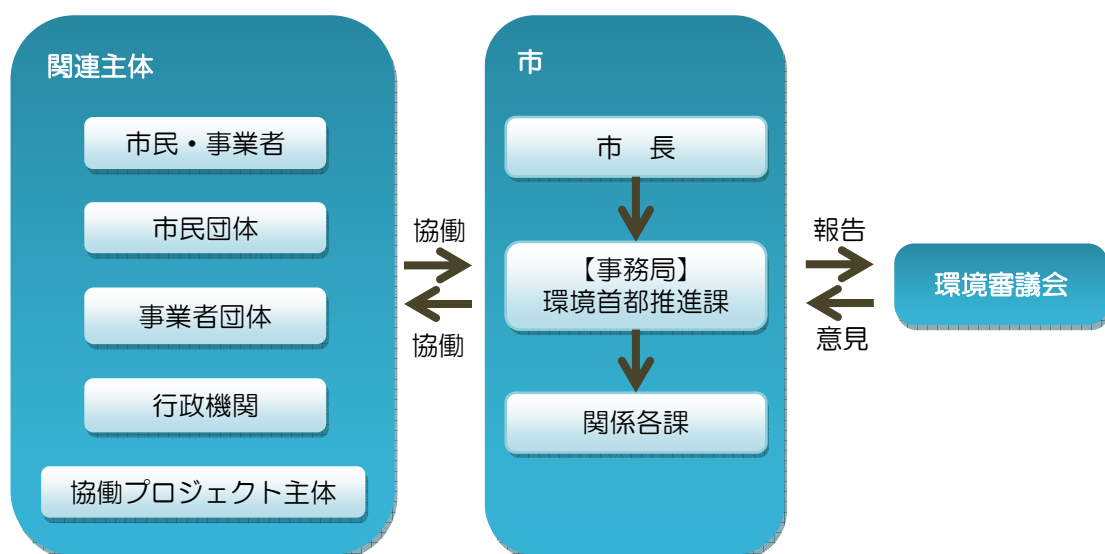 関連主体
市民・事業者
市民団体
事業者団体
行政機関
協働プロジェクト主体
協働
協働
市
市　長
【事務局】
環境首都推進課
関係各課
報告
意見
環境審議会